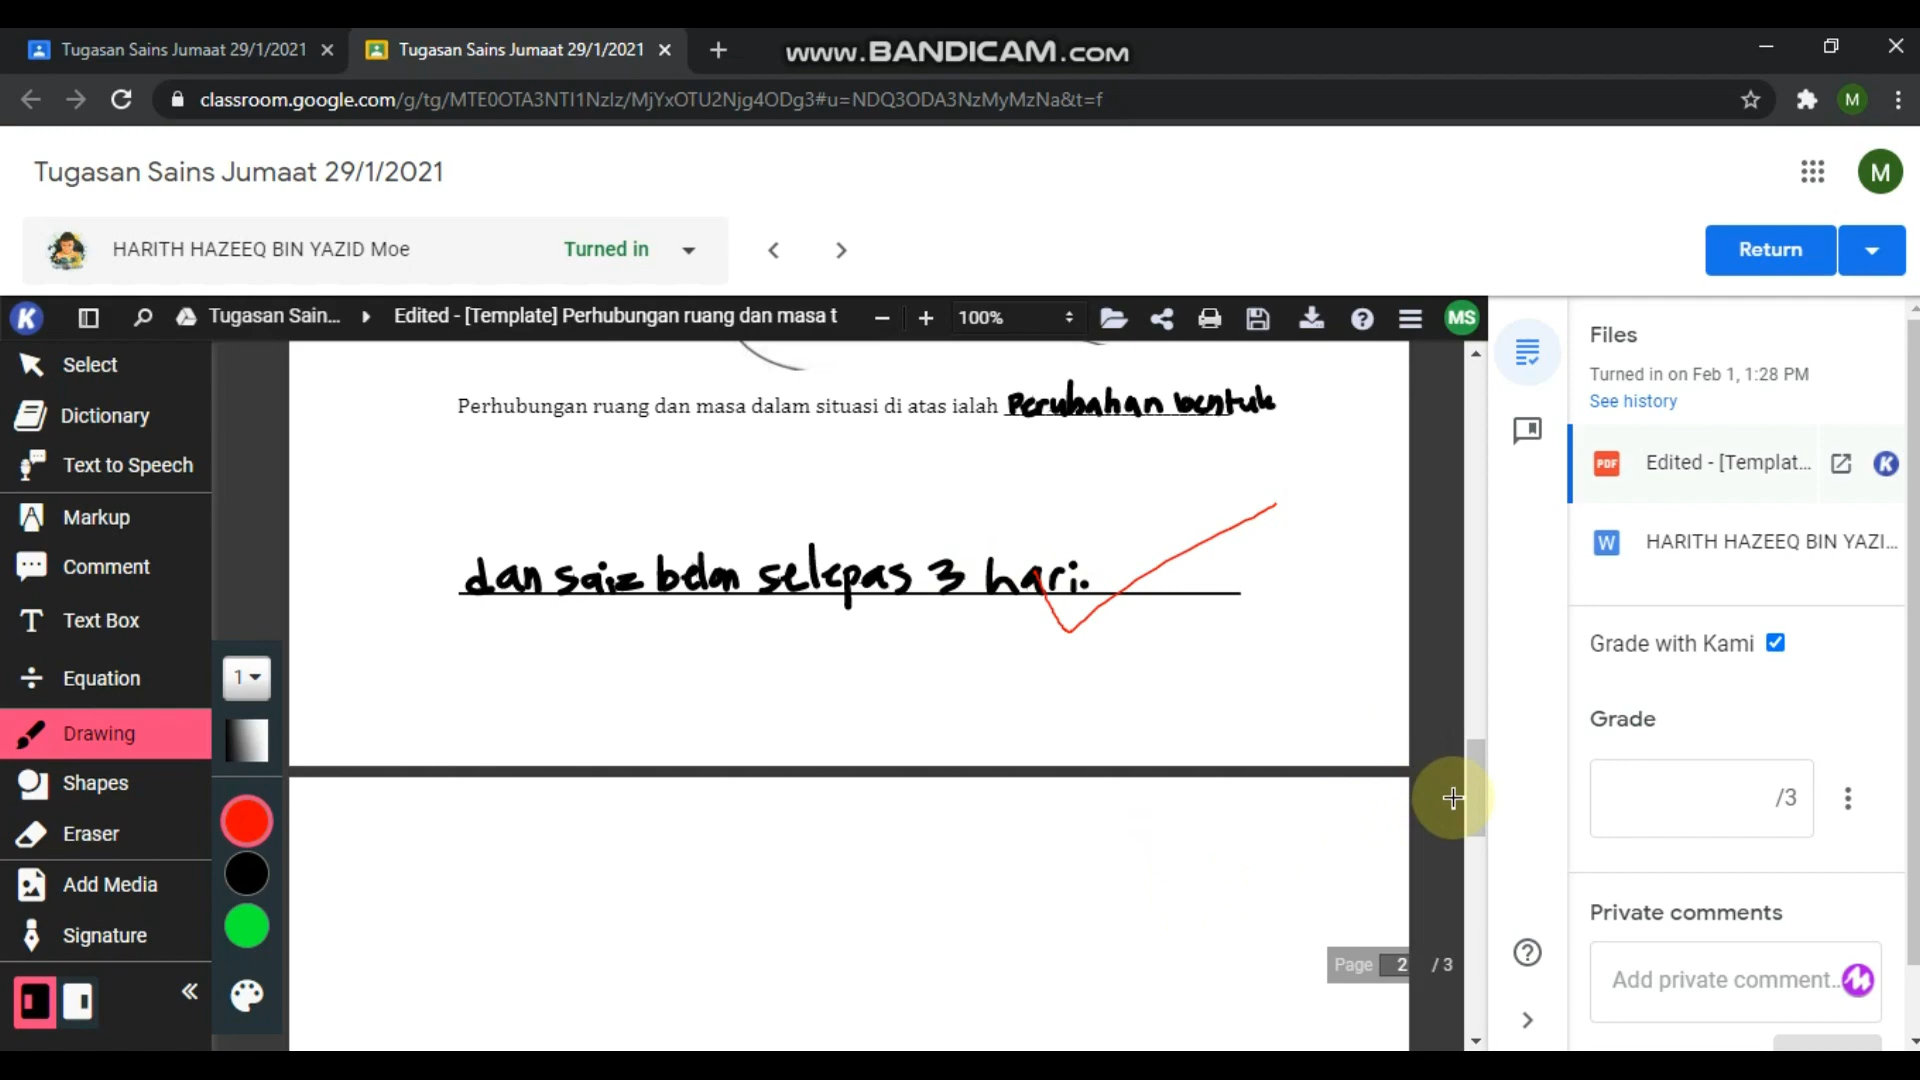 Tugasan Sains Jumaat 29/1/2021
Tugasan Sains Jumaat 29/1/2021
www.BANDICAM.com
classroom.google.com/g/tg/MTE0OTA3NTI1NzIz/MjYxOTU2Njg4ODg3#u=NDQ3ODA3NzMyMzNa&t=f
M
Tugasan Sains Jumaat 29/1/2021
M
HARITH HAZEEQ BIN YAZID Moe
Turned in
Return
K
Tugasan Sain...
Edited - [Template] Perhubungan ruang dan masa t
100%
MS
Select
Dictionary
Text to Speech
Markup
Comment
Text Box
Equation
Drawing
Shapes
Eraser
Add Media
Signature
1
Perhubungan ruang dan masa dalam situasi di atas ialah Perubahan bentuk
dan saiz belon selepas 3 hari.
Page 2 / 3
Files
Turned in on Feb 1, 1:28 PM
See history
PDF
Edited - [Templat...
K
W
HARITH HAZEEQ BIN YAZI...
Grade with Kami
Grade
/3
Private comments
Add private comment...